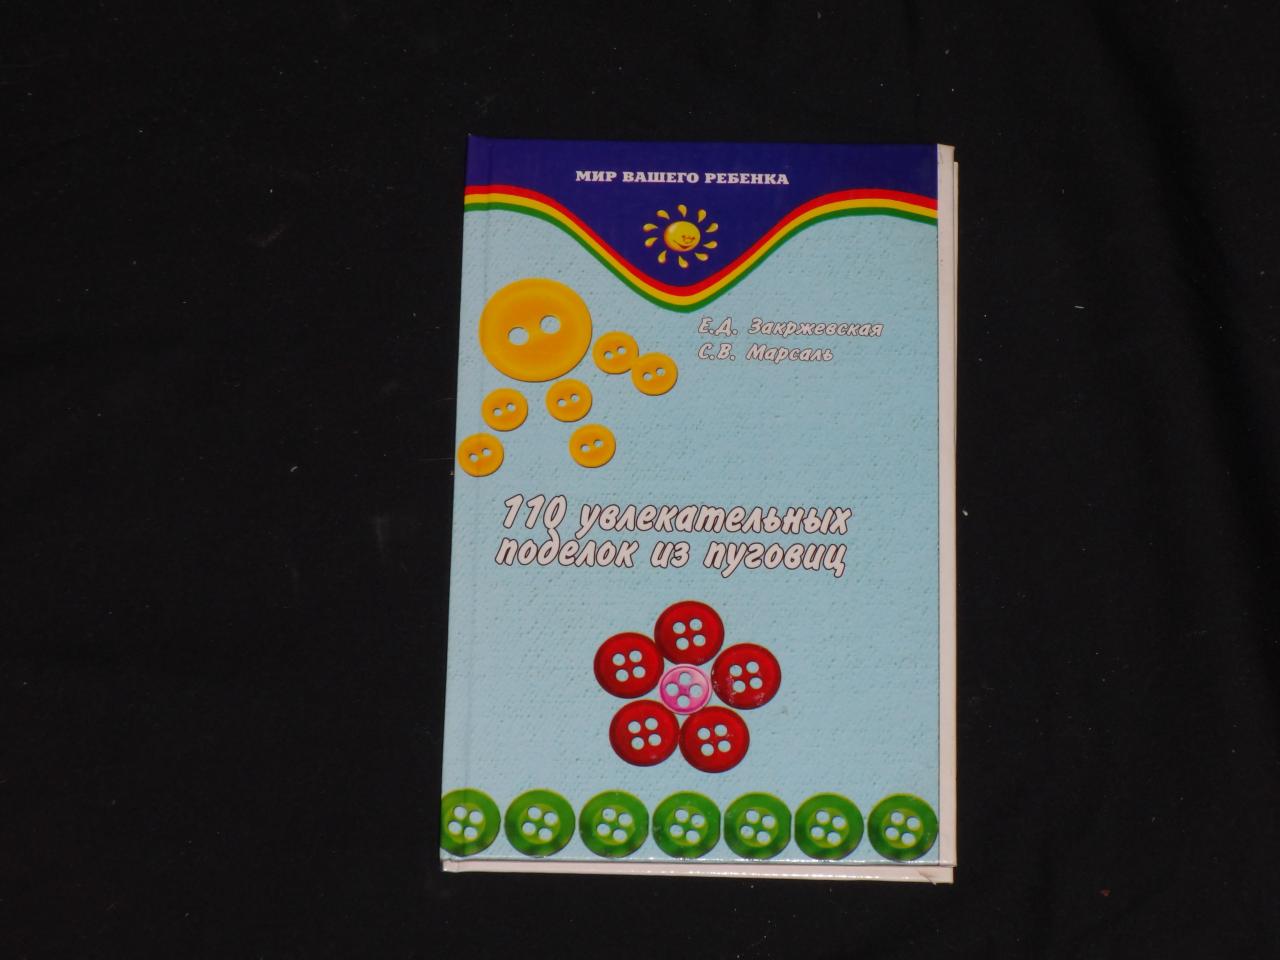 МИР ВАШЕГО РЕБЕНКА
Е.Д. Закржевская
С.В. Марсаль
110 увлекательных
поделок из пуговиц